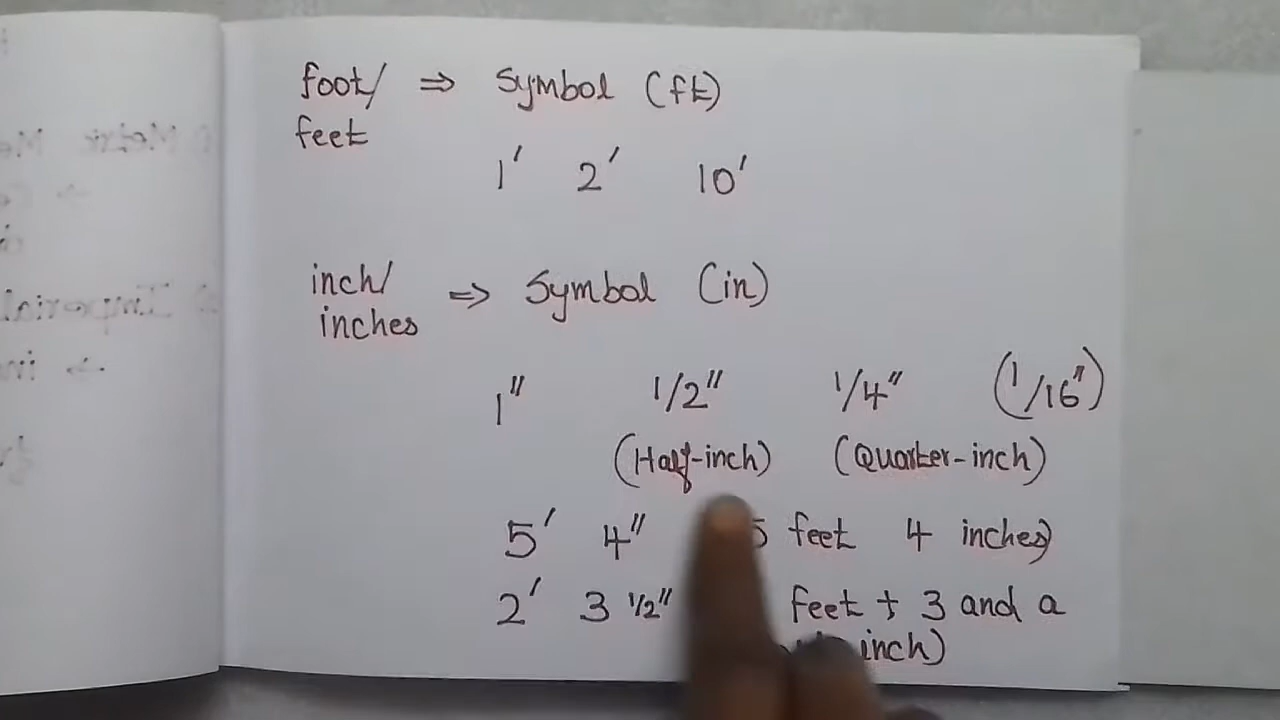 foot/ ⇒ Symbol (ft)
feet
1' 2' 10'
inch/ ⇒ Symbol (in)
inches
1" 1/2" 1/4" (1/16")
(Half-inch) (Quarter-inch)
5' 4" 5 feet 4 inches)
2' 3 1/2" feet + 3 and a
inch)